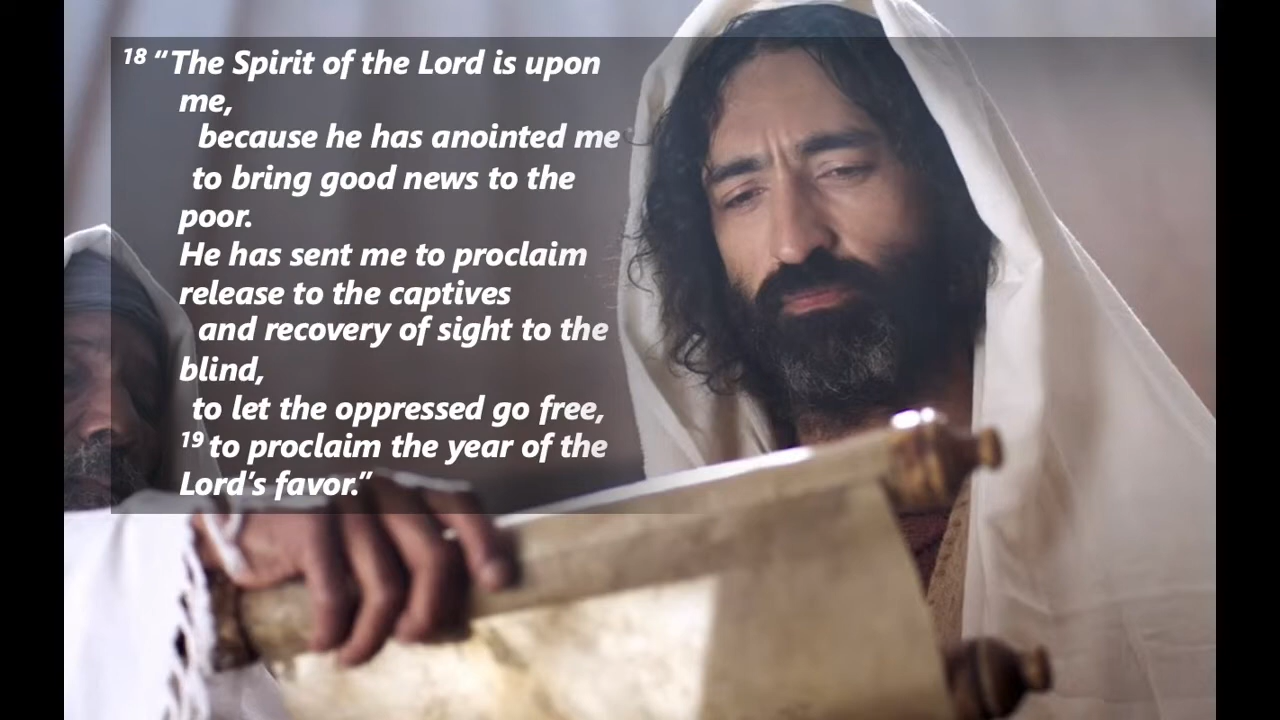 18 “The Spirit of the Lord is upon
me,
because he has anointed me
to bring good news to the
poor.
He has sent me to proclaim
release to the captives
and recovery of sight to the
blind,
to let the oppressed go free,
19 to proclaim the year of the
Lord’s favor.”